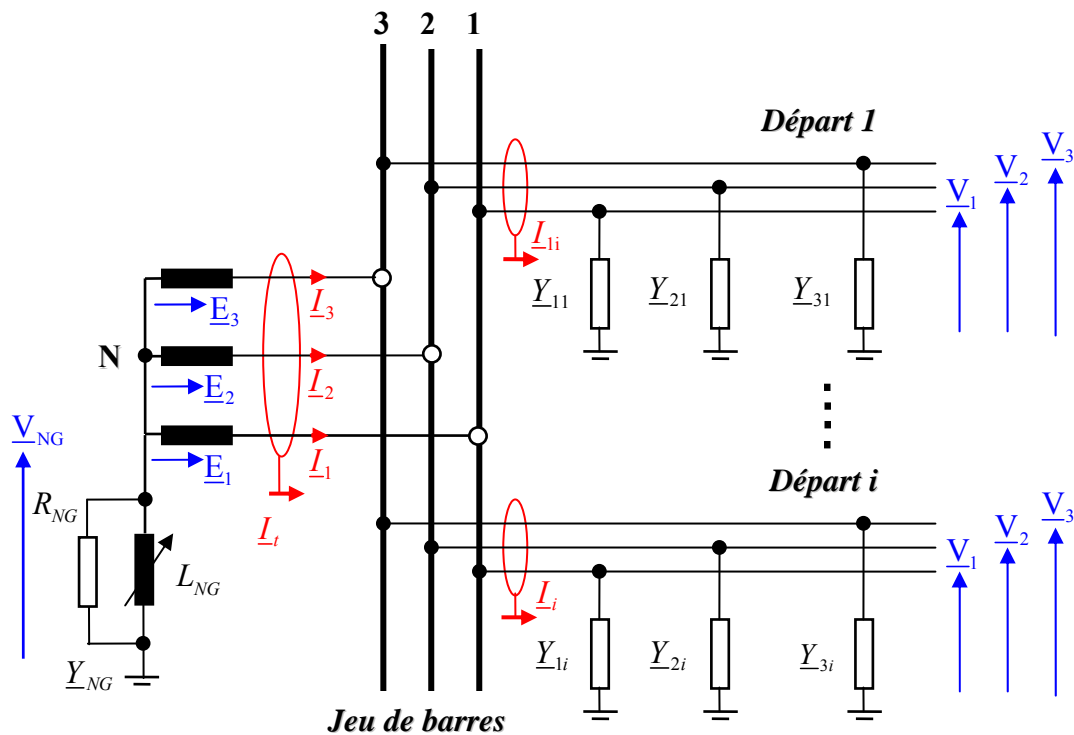 3 2 1
Départ 1
V3
V2
V1
I1i
Y11 Y21 Y31
I3
E3
N
I2
E2
VNG
I1
E1
Départ i
RNG
It
LNG
V3
V2
V1
Ii
Y1i Y2i Y3i
YNG
Jeu de barres